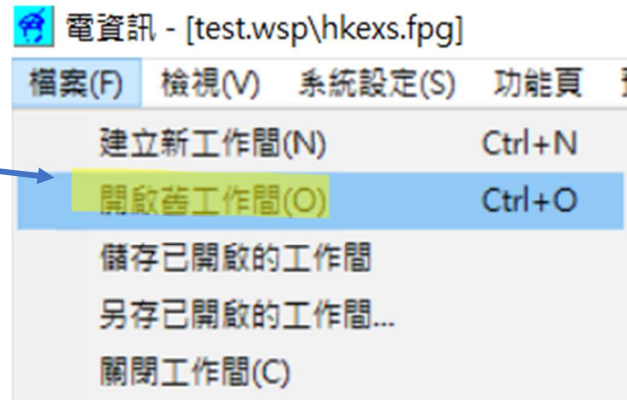 電資訊 - [test.wsp\hkexs.fpg]
檔案(F) 檢視(V) 系統設定(S) 功能頁
建立新工作間(N) Ctrl+N
開啟舊工作間(O) Ctrl+O
儲存已開啟的工作間
另存已開啟的工作間...
關閉工作間(C)